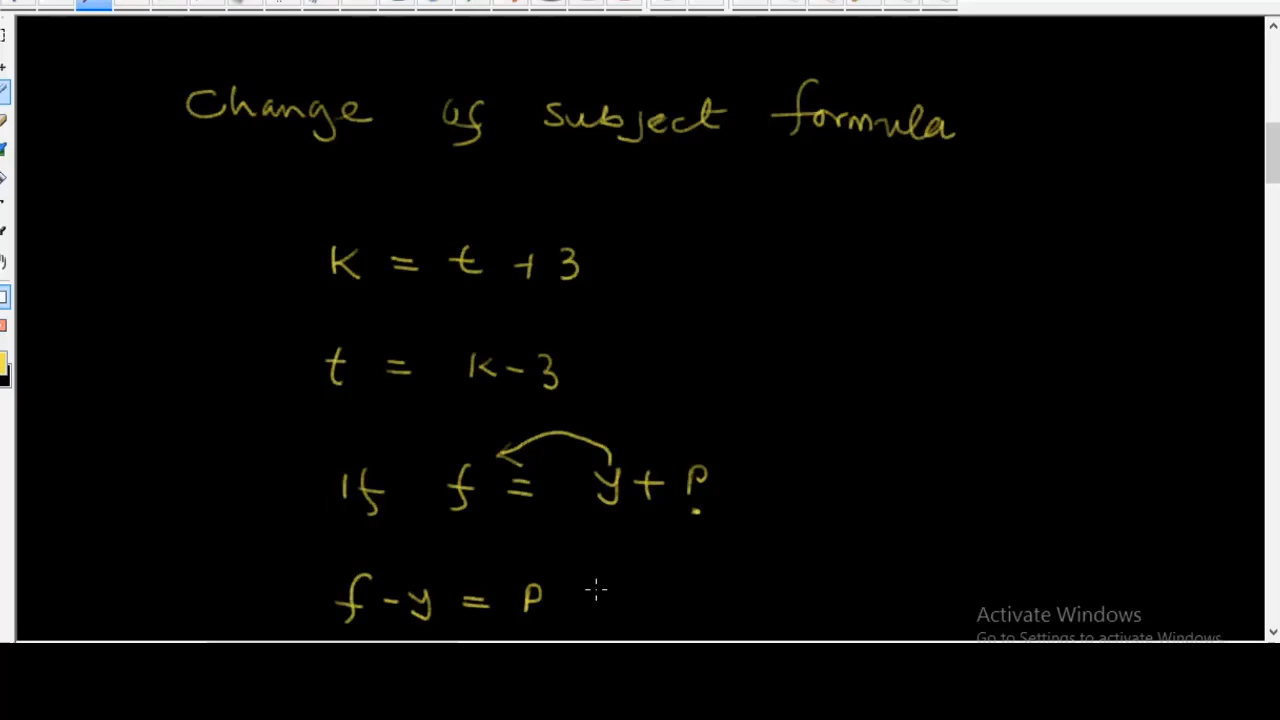 Change of subject formula
K = t + 3
t = K - 3
If f = y + P
f - y = P
Activate Windows
Go to Settings to activate Windows.